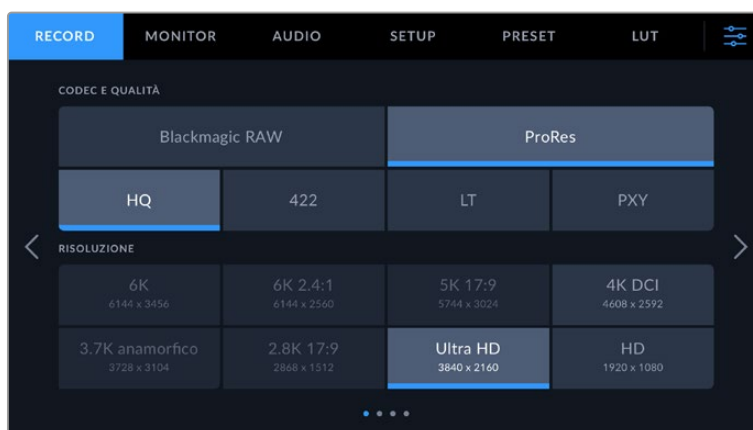 RECORD MONITOR AUDIO SETUP PRESET LUT
CODEC E QUALITÀ
Blackmagic RAW ProRes
HQ 422 LT PXY
RISOLUZIONE
6K 6K 2.4:1 5K 17:9 4K DCI
6144 x 3456 6144 x 2560 5744 x 3024 4608 x 2592
3.7K anamorfico 2.8K 17:9 Ultra HD HD
3728 x 3104 2868 x 1512 3840 x 2160 1920 x 1080